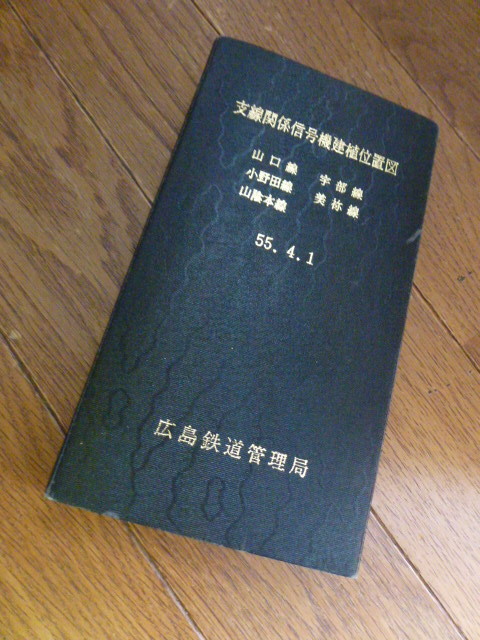 支線関係信号機建植位置図
山口線 宇部線
小野田線 美祢線
山陰本線
55.4.1
広島鉄道管理局